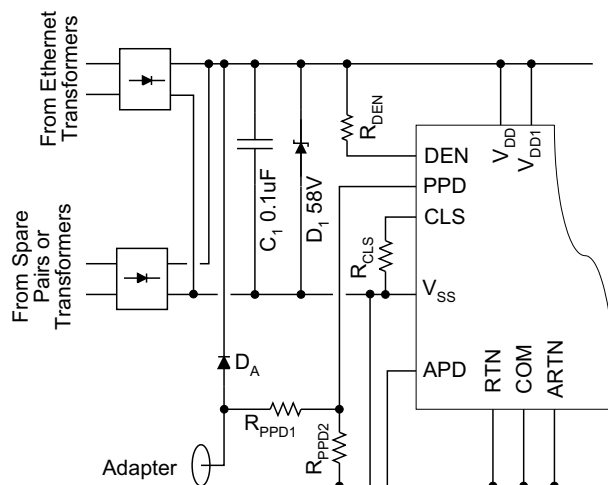 From Ethernet
Transformers
From Spare
Pairs or
Transformers
C1 0.1uF
D1 58V
RDEN
DEN
PPD
CLS
RCLS
VSS
APD
VDD
VDD1
RTN
COM
ARTN
DA
RPPD1
RPPD2
Adapter